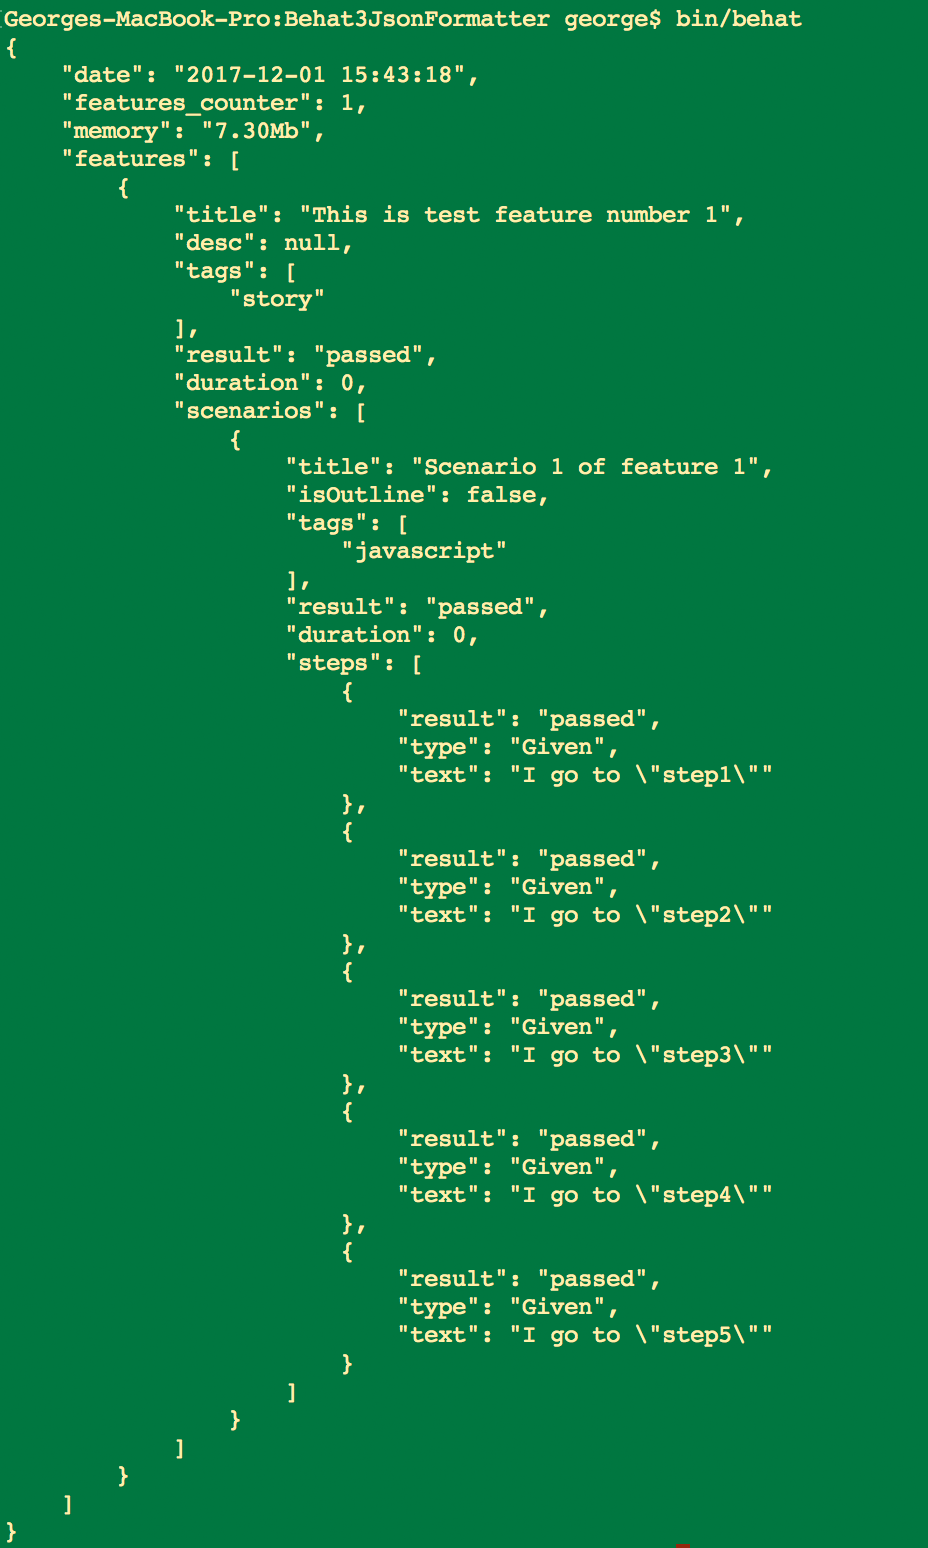 Georges-MacBook-Pro:Behat3JsonFormatter george$ bin/behat
{
    "date": "2017-12-01 15:43:18",
    "features_counter": 1,
    "memory": "7.30Mb",
    "features": [
        {
            "title": "This is test feature number 1",
            "desc": null,
            "tags": [
                "story"
            ],
            "result": "passed",
            "duration": 0,
            "scenarios": [
                {
                    "title": "Scenario 1 of feature 1",
                    "isOutline": false,
                    "tags": [
                        "javascript"
                    ],
                    "result": "passed",
                    "duration": 0,
                    "steps": [
                        {
                            "result": "passed",
                            "type": "Given",
                            "text": "I go to \"step1\""
                        },
                        {
                            "result": "passed",
                            "type": "Given",
                            "text": "I go to \"step2\""
                        },
                        {
                            "result": "passed",
                            "type": "Given",
                            "text": "I go to \"step3\""
                        },
                        {
                            "result": "passed",
                            "type": "Given",
                            "text": "I go to \"step4\""
                        },
                        {
                            "result": "passed",
                            "type": "Given",
                            "text": "I go to \"step5\""
                        }
                    ]
                }
            ]
        }
    ]
}